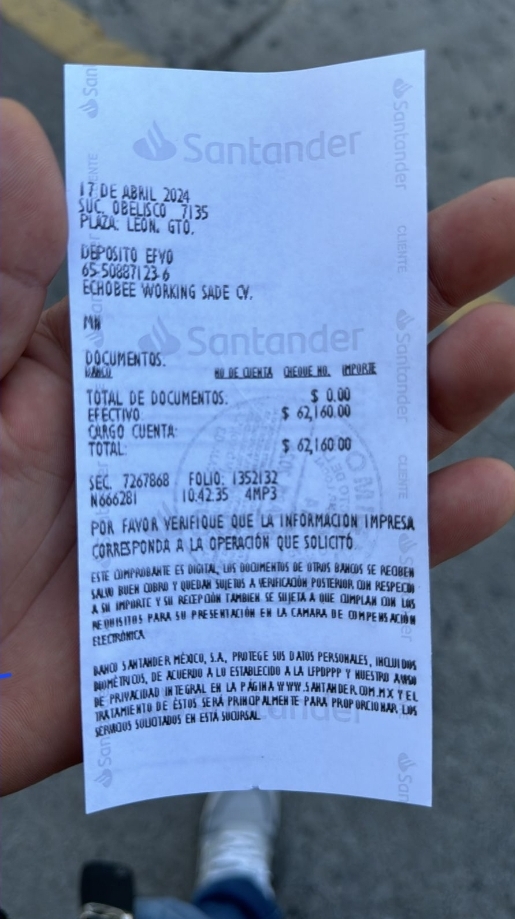 Santander
17 DE ABRIL 2024
SUC. OBELISCO 7135
PLAZA: LEON. GTO.
DEPOSITO EFVO
65-50887123-6
ECHOBEE WORKING SADE CV.
MN
Santander
DOCUMENTOS.
BANCO NO DE CUENTA CHEQUE NO. IMPORTE
TOTAL DE DOCUMENTOS: $ 0.00
EFECTIVO $ 62,160.00
CARGO CUENTA:
TOTAL: $ 62,160.00
SEC. 7267868 FOLIO: 1352132
N666281 10:42:35 4MP3
POR FAVOR VERIFIQUE QUE LA INFORMACION IMPRESA
CORRESPONDA A LA OPERACIÓN QUE SOLICITÓ.
ESTE COMPROBANTE ES DIGITAL, LOS DOCUMENTOS DE OTROS BANCOS SE RECIBEN
SALVO BUEN COBRO Y QUEDAN SUJETOS A VERIFICACIÓN POSTERIOR CON RESPECTO
A SU IMPORTE Y SU RECEPCIÓN TAMBIEN SE SUJETA A QUE CUMPLAN CON LOS
REQUISITOS PARA SU PRESENTACIÓN EN LA CAMARA DE COMPENSACIÓN
ELECTRÓNICA
BANCO SANTANDER MÉXICO, S.A., PROTEGE SUS DATOS PERSONALES, INCLUIDOS
BIOMÉTRICOS, DE ACUERDO A LO ESTABLECIDO A LA LFPDPPP Y NUESTRO AVISO
DE PRIVACIDAD INTEGRAL EN LA PÁGINA WWW.SANTANDER.COM.MX Y EL
TRATAMIENTO DE ÉSTOS SERÁ PRINCIPALMENTE PARA PROPORCIONAR LOS
SERVICIOS SOLICITADOS EN ESTA SUCURSAL.
Santander
CLIENTE
Santander
CLIENTE
Santander